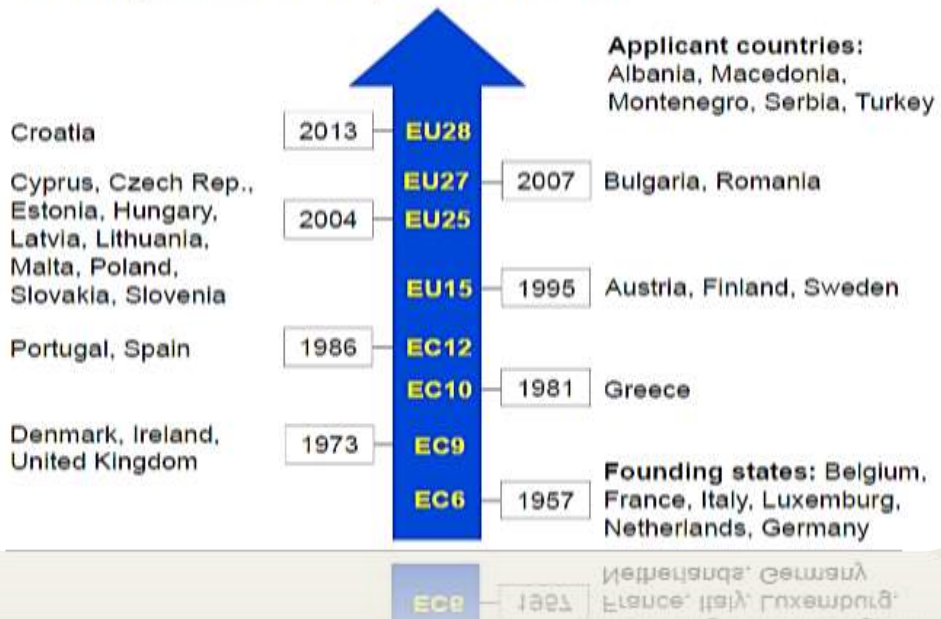 Applicant countries:
Albania, Macedonia,
Montenegro, Serbia, Turkey
Croatia
2013
EU28
EU27
2007
Bulgaria, Romania
Cyprus, Czech Rep.,
Estonia, Hungary,
Latvia, Lithuania,
Malta, Poland,
Slovakia, Slovenia
2004
EU25
EU15
1995
Austria, Finland, Sweden
Portugal, Spain
1986
EC12
EC10
1981
Greece
Denmark, Ireland,
United Kingdom
1973
EC9
EC6
1957
Founding states: Belgium,
France, Italy, Luxemburg,
Netherlands, Germany